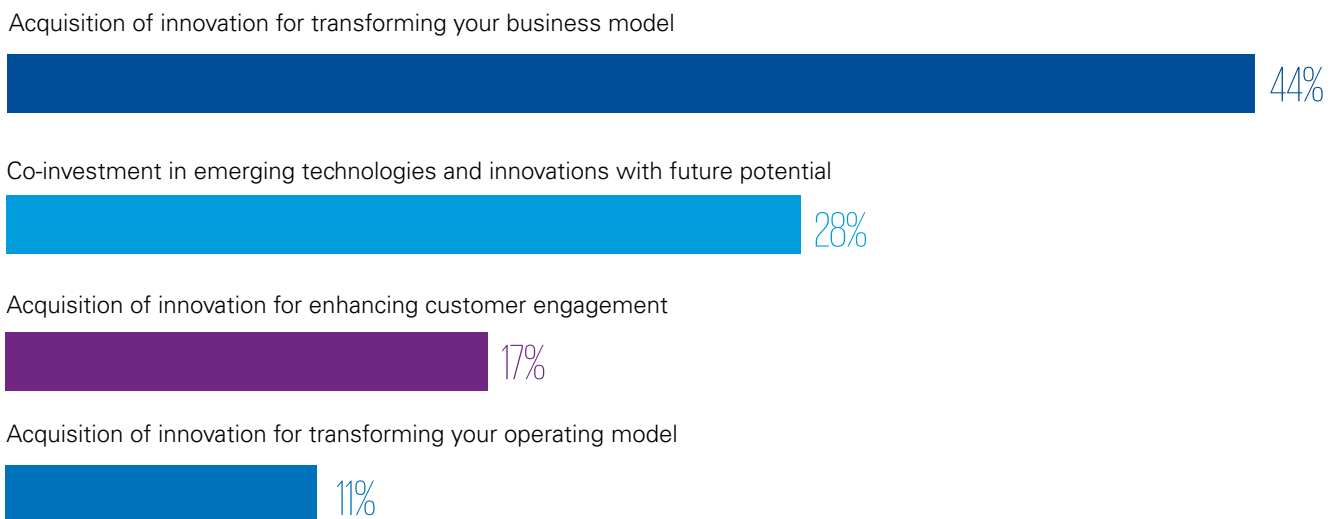 Acquisition of innovation for transforming your business model
44%
Co-investment in emerging technologies and innovations with future potential
28%
Acquisition of innovation for enhancing customer engagement
17%
Acquisition of innovation for transforming your operating model
11%